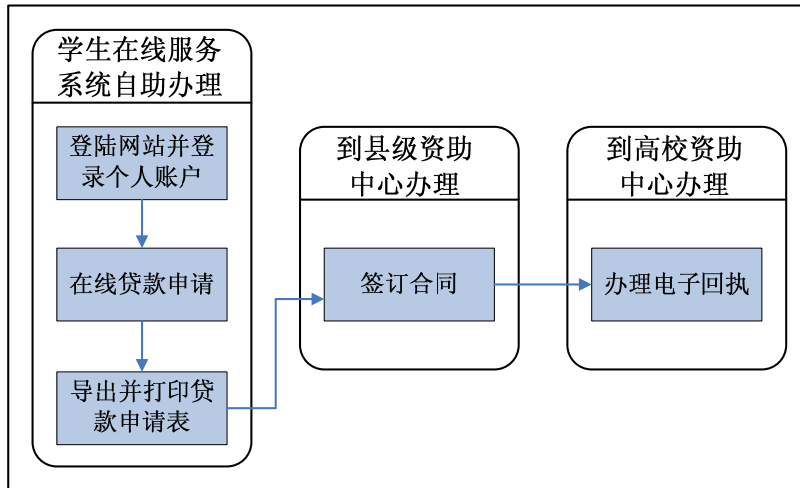 学生在线服务
系统自助办理
登陆网站并登
录个人账户
在线贷款申请
导出并打印贷
款申请表
到县级资助
中心办理
签订合同
到高校资助
中心办理
办理电子回执